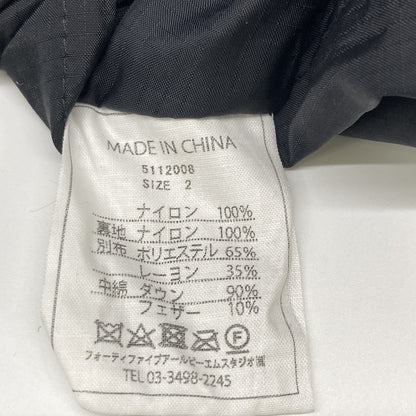 MADE IN CHINA
5112008
SIZE 2
ナイロン 100%
裏地 ナイロン 100%
別布 ポリエステル 65%
レーヨン 35%
中綿 ダウン 90%
フェザー 10%
F
フォーティファイブアールピーエムスタジオ㈱
TEL 03-3498-2245